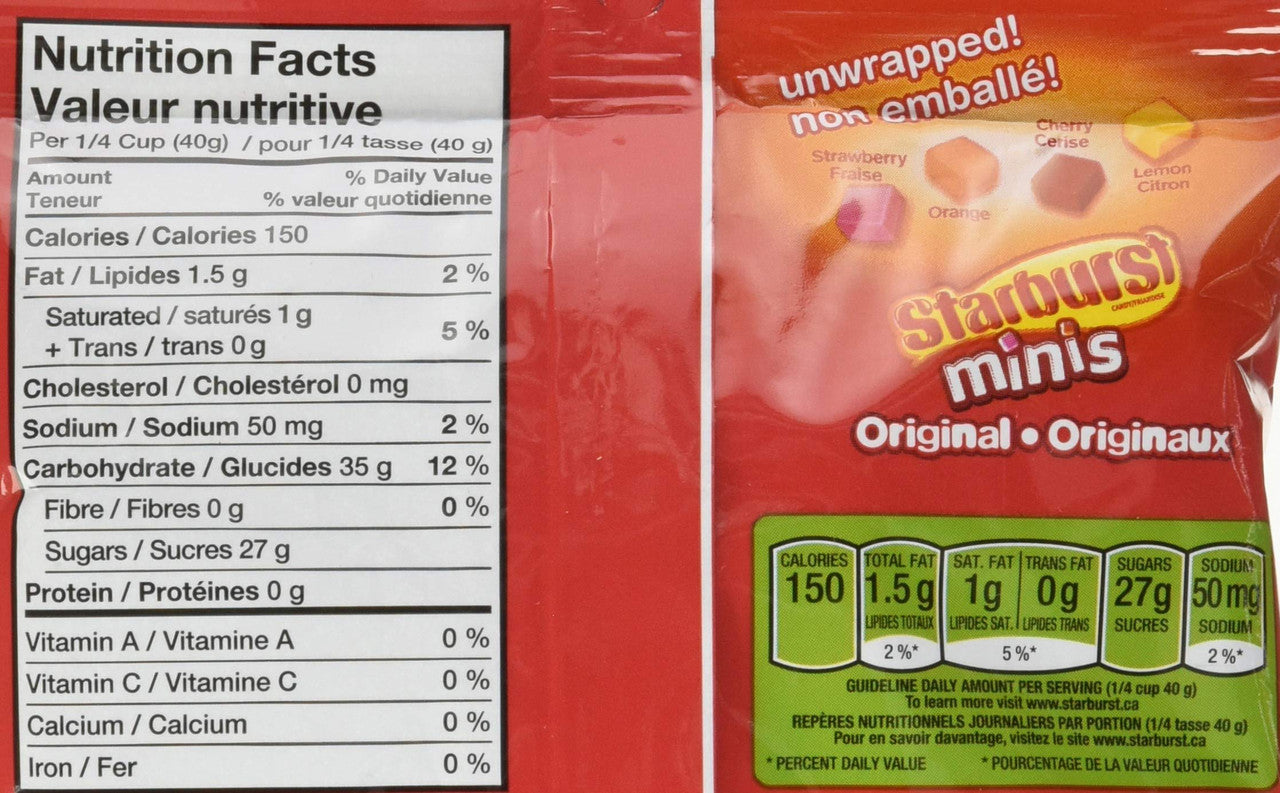 Nutrition Facts
Valeur nutritive
Per 1/4 Cup (40g) / pour 1/4 tasse (40 g)
Amount % Daily Value
Teneur % valeur quotidienne
Calories / Calories 150
Fat / Lipides 1.5 g 2 %
Saturated / saturés 1 g
+ Trans / trans 0 g 5 %
Cholesterol / Cholestérol 0 mg
Sodium / Sodium 50 mg 2 %
Carbohydrate / Glucides 35 g 12 %
Fibre / Fibres 0 g 0 %
Sugars / Sucres 27 g
Protein / Protéines 0 g
Vitamin A / Vitamine A 0 %
Vitamin C / Vitamine C 0 %
Calcium / Calcium 0 %
Iron / Fer 0 %
unwrapped!
non emballé!
Strawberry
Fraise
Orange
Cherry
Cerise
Lemon
Citron
Starburst
CANDY/FRIANDISE
minis
Original • Originaux
CALORIES TOTAL FAT SAT. FAT TRANS FAT SUGARS SODIUM
150 1.5g 1g 0g 27g 50 mg
LIPIDES TOTAUX LIPIDES SAT. LIPIDES TRANS SUCRES SODIUM
2 %* 5 %* 2 %*
GUIDELINE DAILY AMOUNT PER SERVING (1/4 cup 40 g)
To learn more visit www.starburst.ca
REPÈRES NUTRITIONNELS JOURNALIERS PAR PORTION (1/4 tasse 40 g)
Pour en savoir davantage, visitez le site www.starburst.ca
* PERCENT DAILY VALUE * POURCENTAGE DE LA VALEUR QUOTIDIENNE